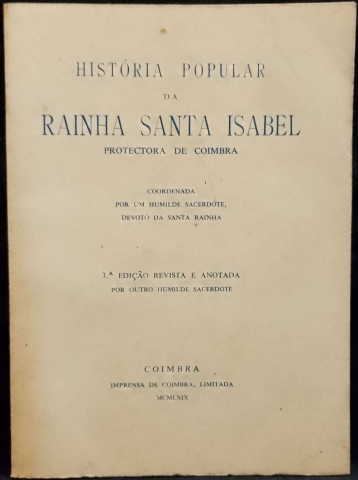 HISTÓRIA POPULAR
DA
RAINHA SANTA ISABEL
PROTECTORA DE COIMBRA
COORDENADA
POR UM HUMILDE SACERDOTE,
DEVOTO DA SANTA RAINHA
3.ª EDIÇÃO REVISTA E ANOTADA
POR OUTRO HUMILDE SACERDOTE
COIMBRA
IMPRENSA DE COIMBRA, LIMITADA
MCMLXIX